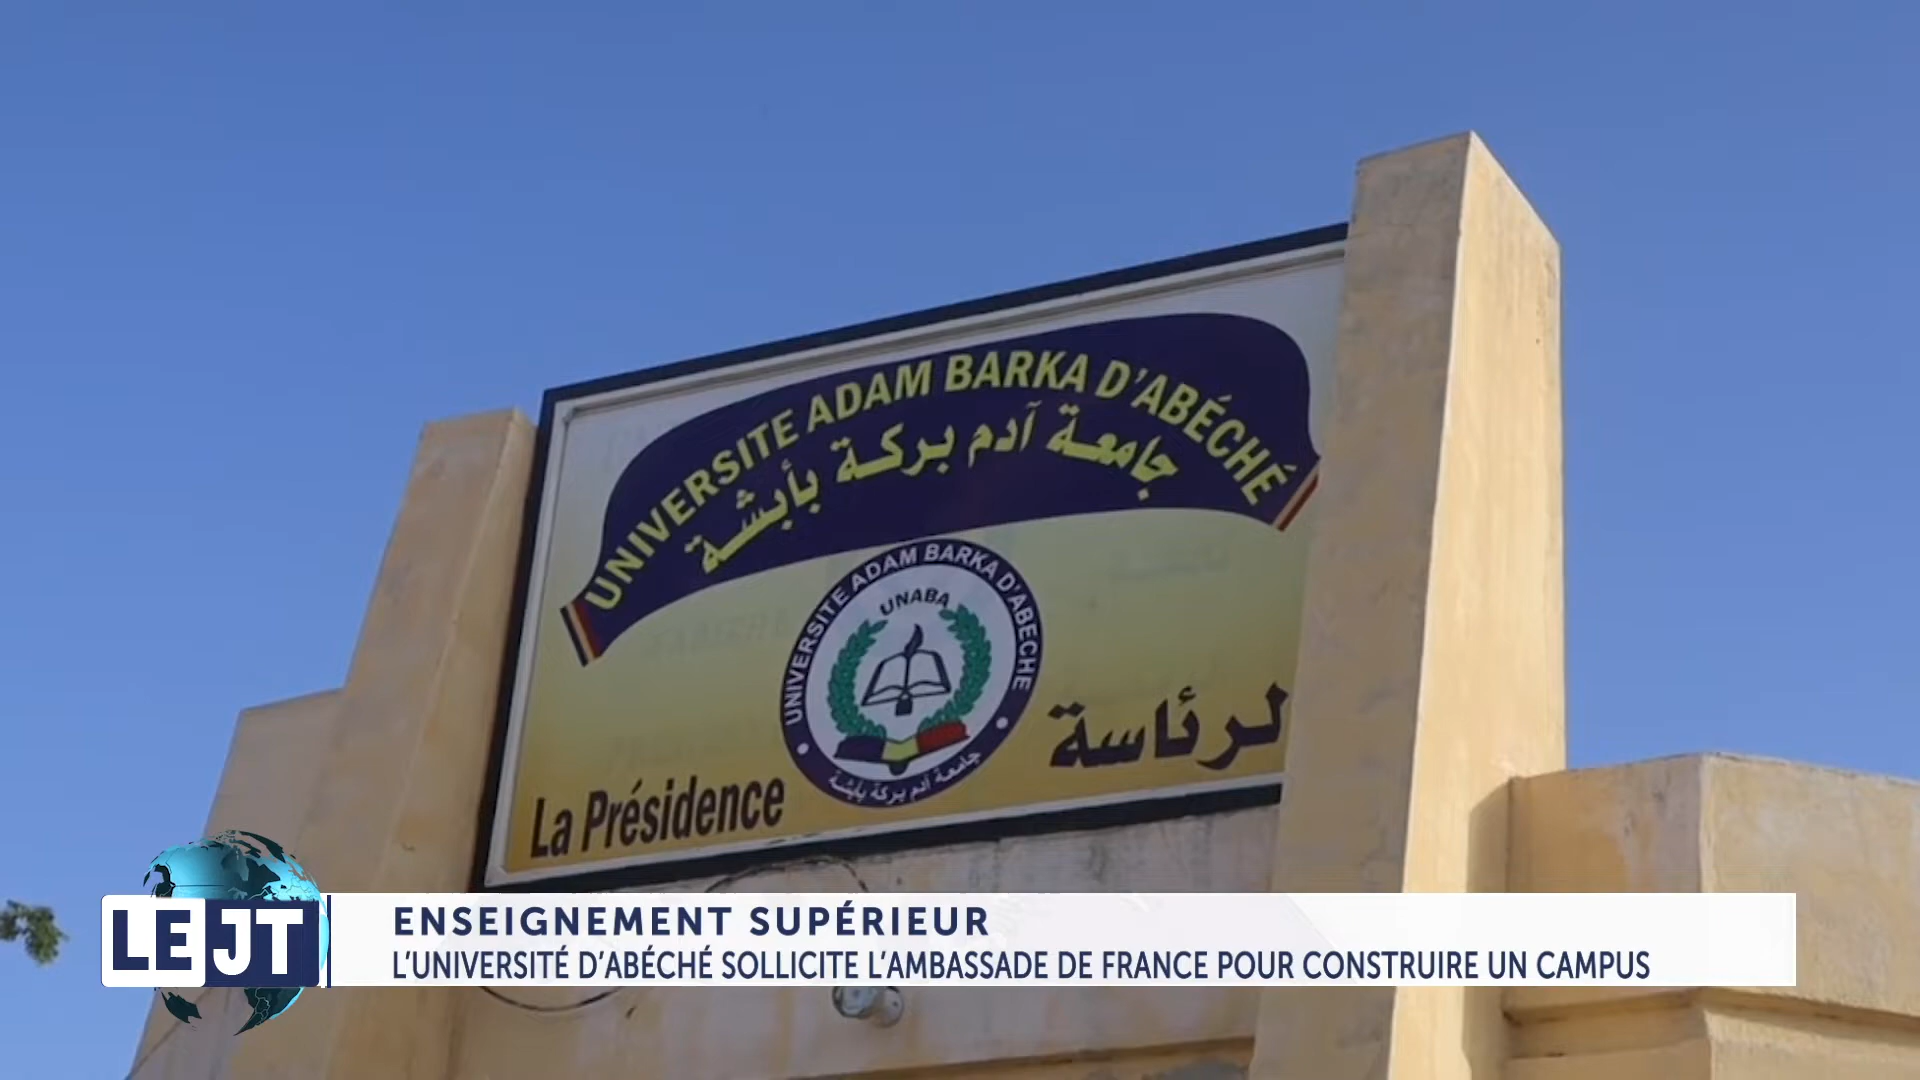 UNIVERSITE ADAM BARKA D'ABÉCHÉ
جامعة آدم بركة بأبشة
UNIVERSITE ADAM BARKA D'ABECHE
UNABA
جامعة أدم بركة بأبشة
La Présidence
الرئاسة
LE JT
ENSEIGNEMENT SUPÉRIEUR
L'UNIVERSITÉ D'ABÉCHÉ SOLLICITE L'AMBASSADE DE FRANCE POUR CONSTRUIRE UN CAMPUS